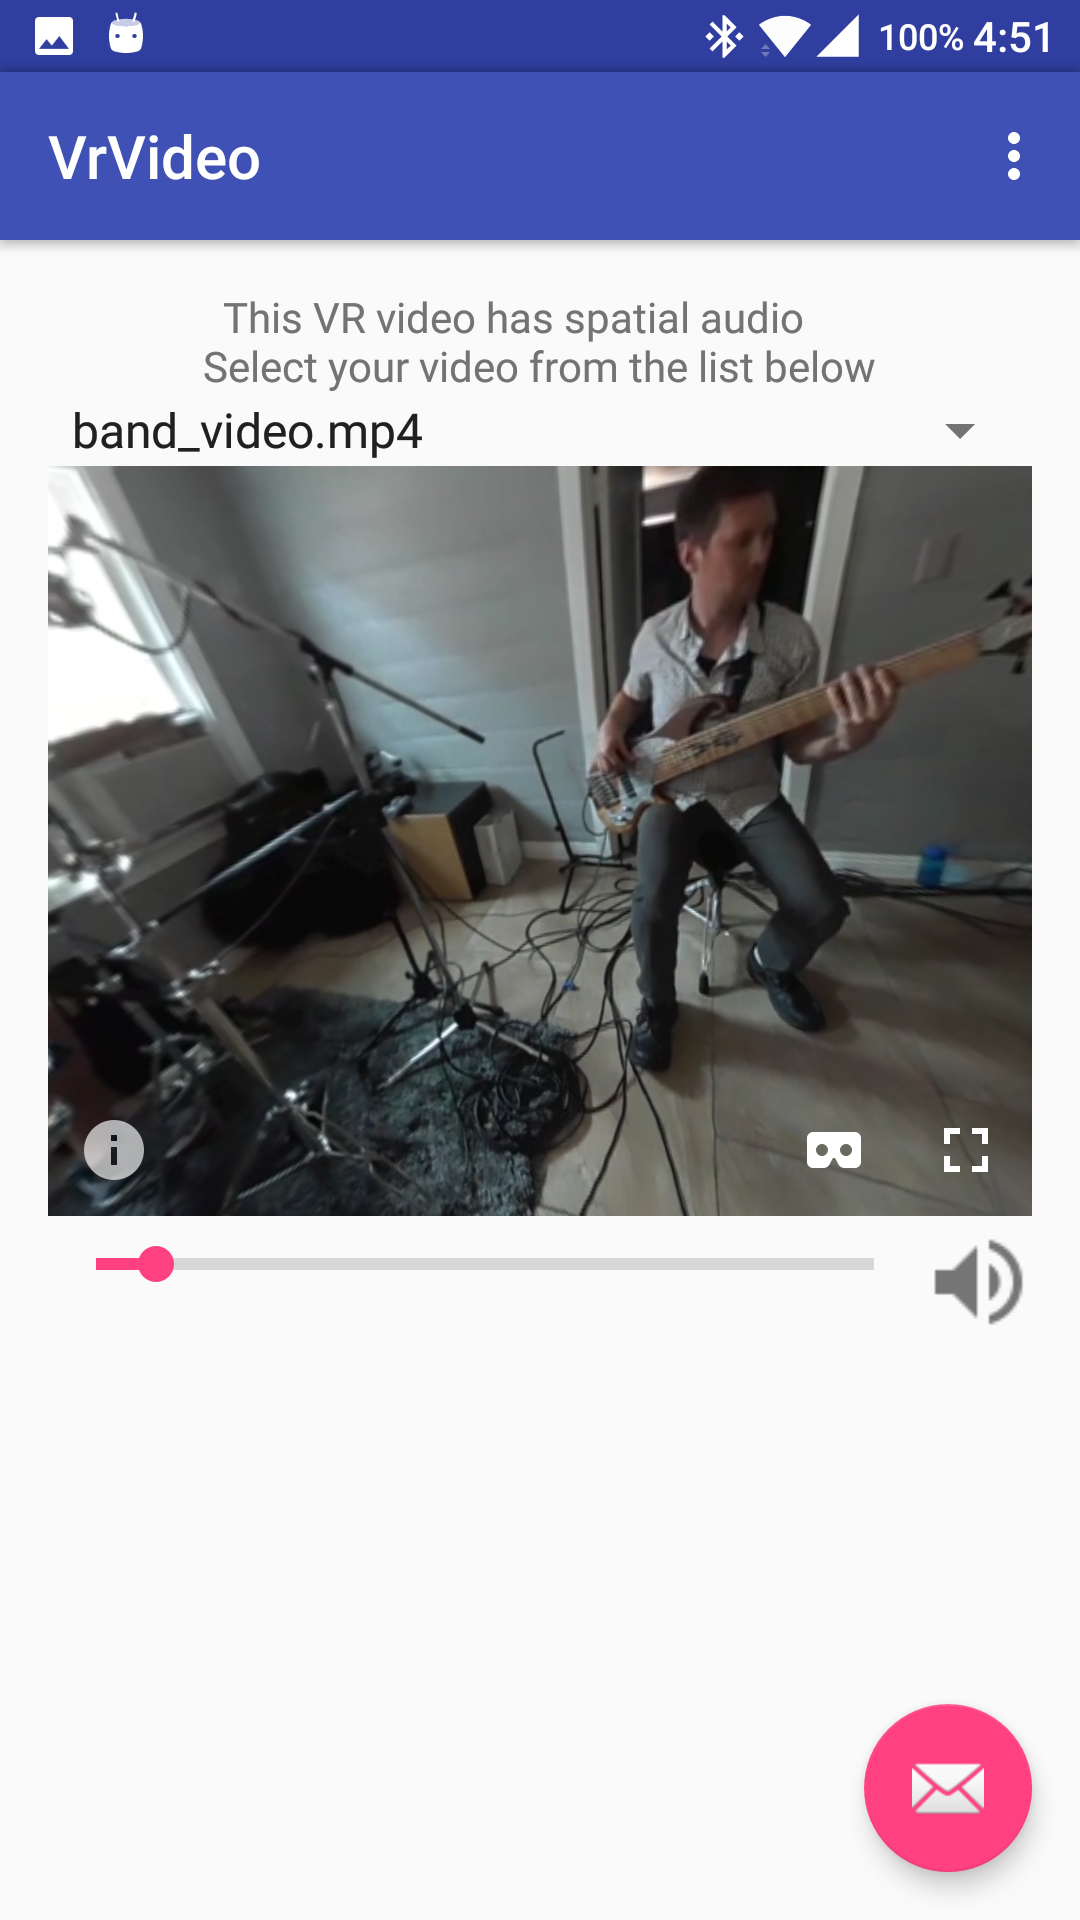 100% 4:51
VrVideo
This VR video has spatial audio
Select your video from the list below
band_video.mp4